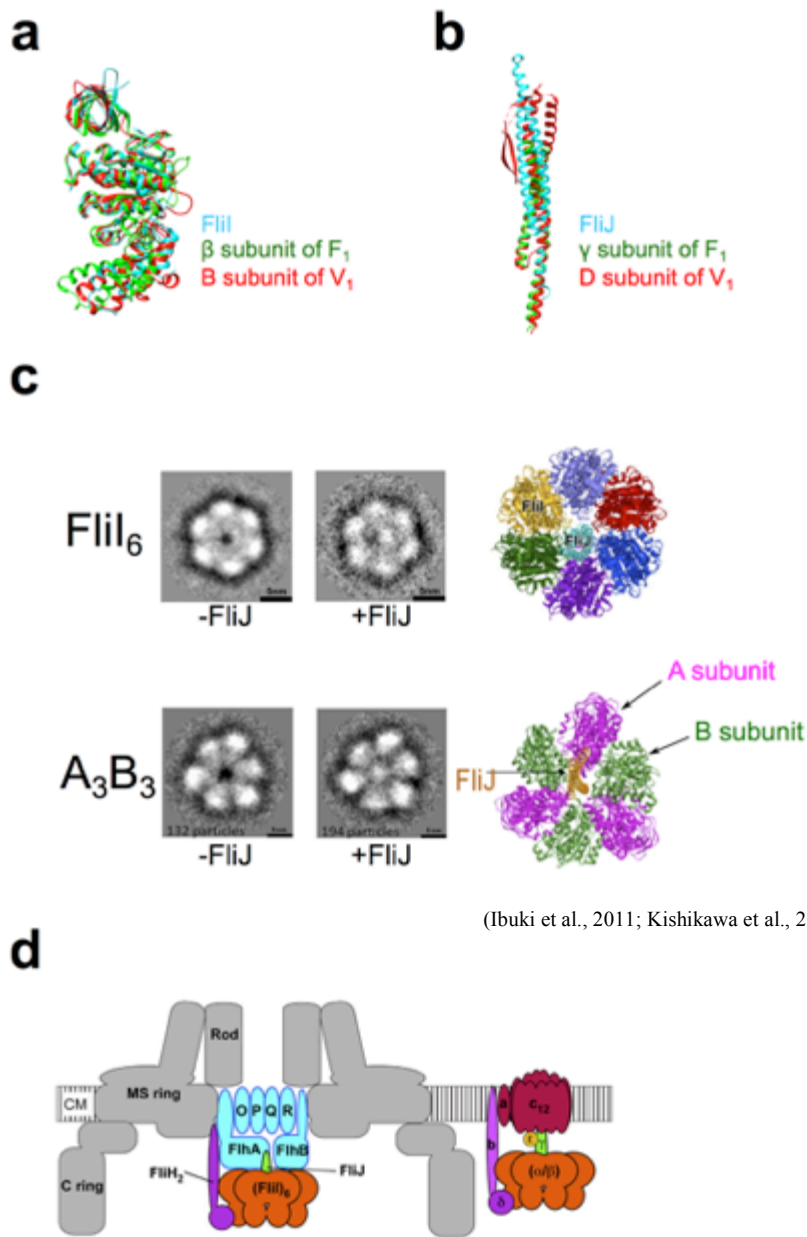 a
b
FliI
β subunit of F1
B subunit of V1
FliJ
γ subunit of F1
D subunit of V1
c
FliI6
5nm
5nm
-FliJ
+FliJ
FliI
FliJ
A3B3
132 particles
194 particles
-FliJ
+FliJ
A subunit
B subunit
FliJ
(Ibuki et al., 2011; Kishikawa et al., 2
d
Rod
MS ring
CM
O P Q R
FlhA
FlhB
FliH2
FliJ
(FliI)6
C ring
a
c12
b
γ
(α/β)
δ